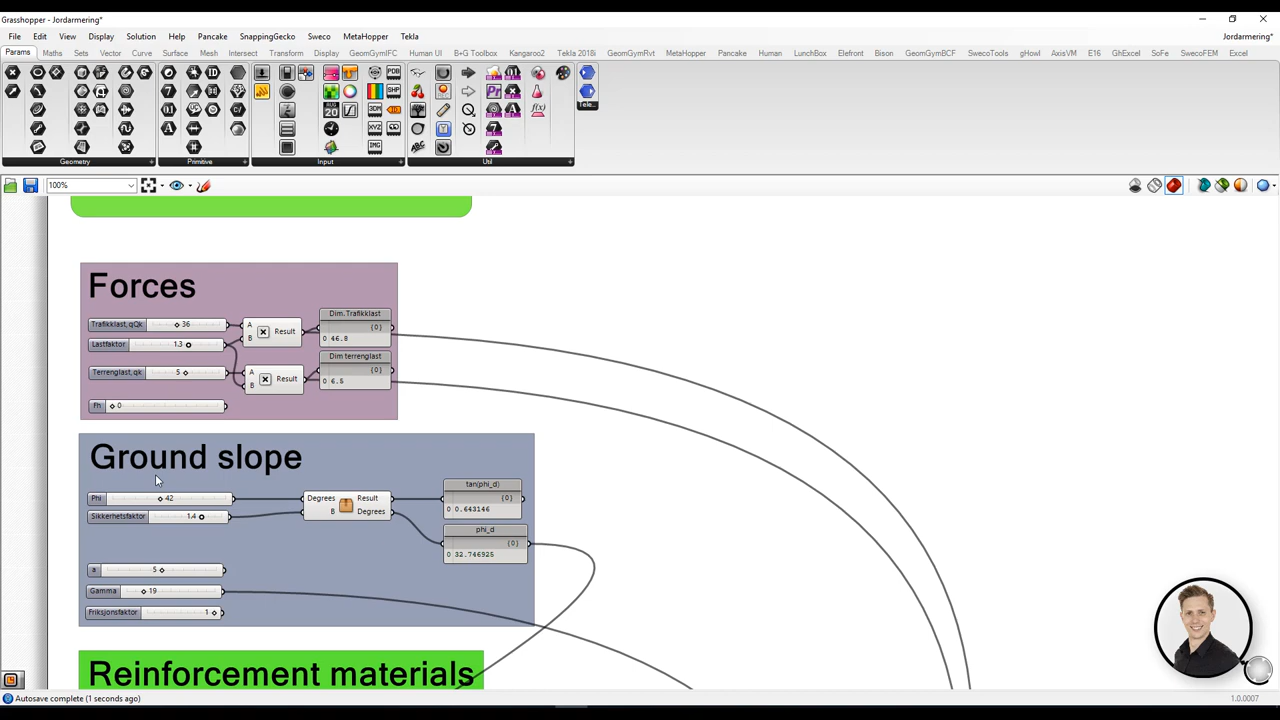 Grasshopper - Jordarmering*
File Edit View Display Solution Help Pancake SnappingGecko Sweco MetaHopper Tekla
Jordarmering*
Params Maths Sets Vector Curve Surface Mesh Intersect Transform Display Kangaroo2 GeomGymIFC Human UI B+G Toolbox Tekla 2018i GeomGymRvt MetaHopper Pancake Human LunchBox Elefront Bison GeomGymBCF SwecoTools gHowl AxisVM E16 GhExcel SoFe SwecoFEM Excel
Geometry Primitive Input Util Tele...
100%
Forces
Trafikklast, qQk 36
Lastfaktor 1.3
Terrenglast, qk 5
Fh 0
A
B
Result
A
B
Result
Dim. Trafikklast
{0}
0 46.8
Dim terrenglast
{0}
0 6.5
Ground slope
Phi 42
Sikkerhetsfaktor 1.4
Degrees Result
B Degrees
tan(phi_d)
{0}
0 0.643146
phi_d
{0}
0 32.746925
a 5
Gamma 19
Friksjonsfaktor 1
Reinforcement materials
Autosave complete (1 seconds ago)
1.0.0007